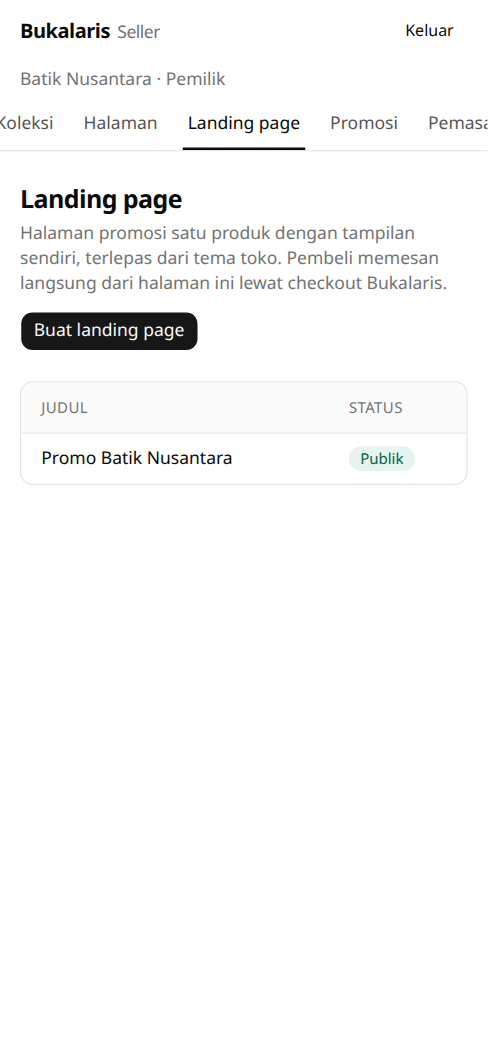 Bukalaris Seller
Keluar
Batik Nusantara · Pemilik
Koleksi Halaman Landing page Promosi Pemasa
Landing page
Halaman promosi satu produk dengan tampilan
sendiri, terlepas dari tema toko. Pembeli memesan
langsung dari halaman ini lewat checkout Bukalaris.
Buat landing page
JUDUL STATUS
Promo Batik Nusantara Publik